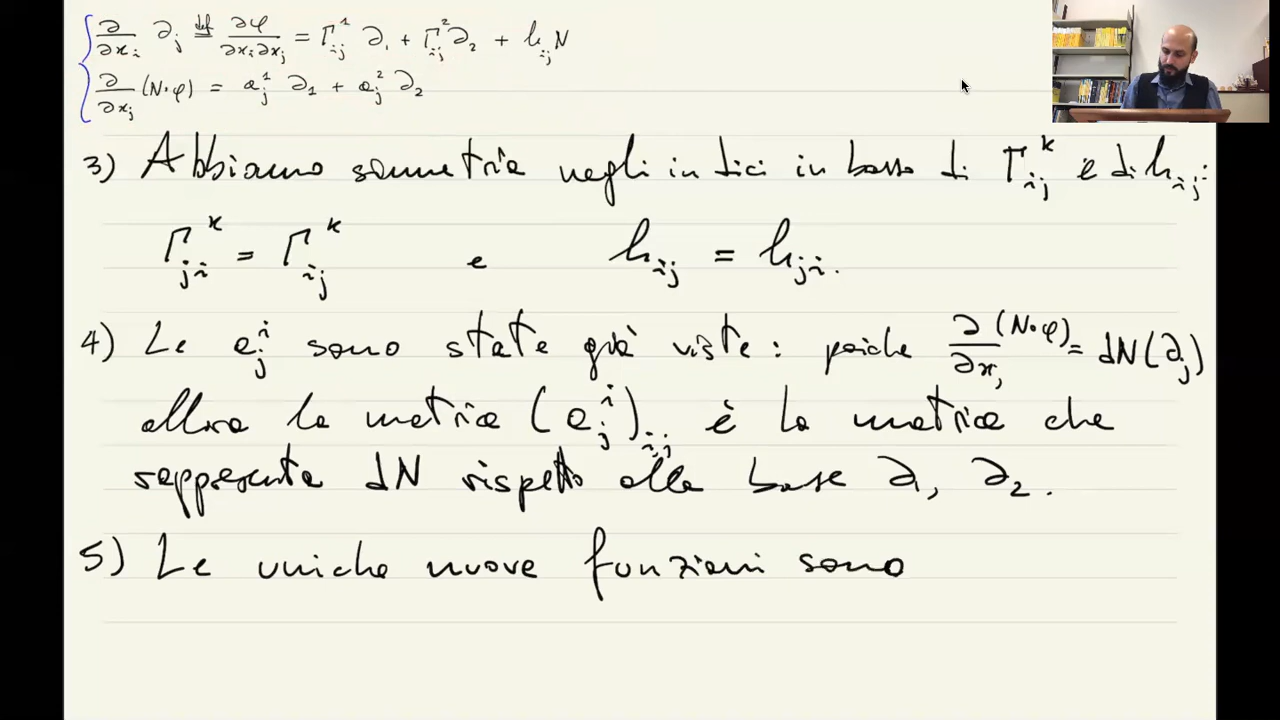 ∂/∂x_i ∂_j =^def ∂φ/∂x_i∂x_j = Γ_ij^1 ∂_1 + Γ_ij^2 ∂_2 + h_ij N
∂/∂x_j (N∘φ) = a_j^1 ∂_1 + a_j^2 ∂_2
3) Abbiamo simmetria negli indici in basso di Γ_ij^k e di h_ij:
Γ_ji^k = Γ_ij^k e h_ij = h_ji.
4) Le a_j^i sono state già viste: poiche ∂/∂x_j (N∘φ) = dN(∂_j)
allora la matrice (a_j^i)_i,j è la matrice che
rappresenta dN rispetto alla base ∂_1, ∂_2.
5) Le uniche nuove funzioni sono